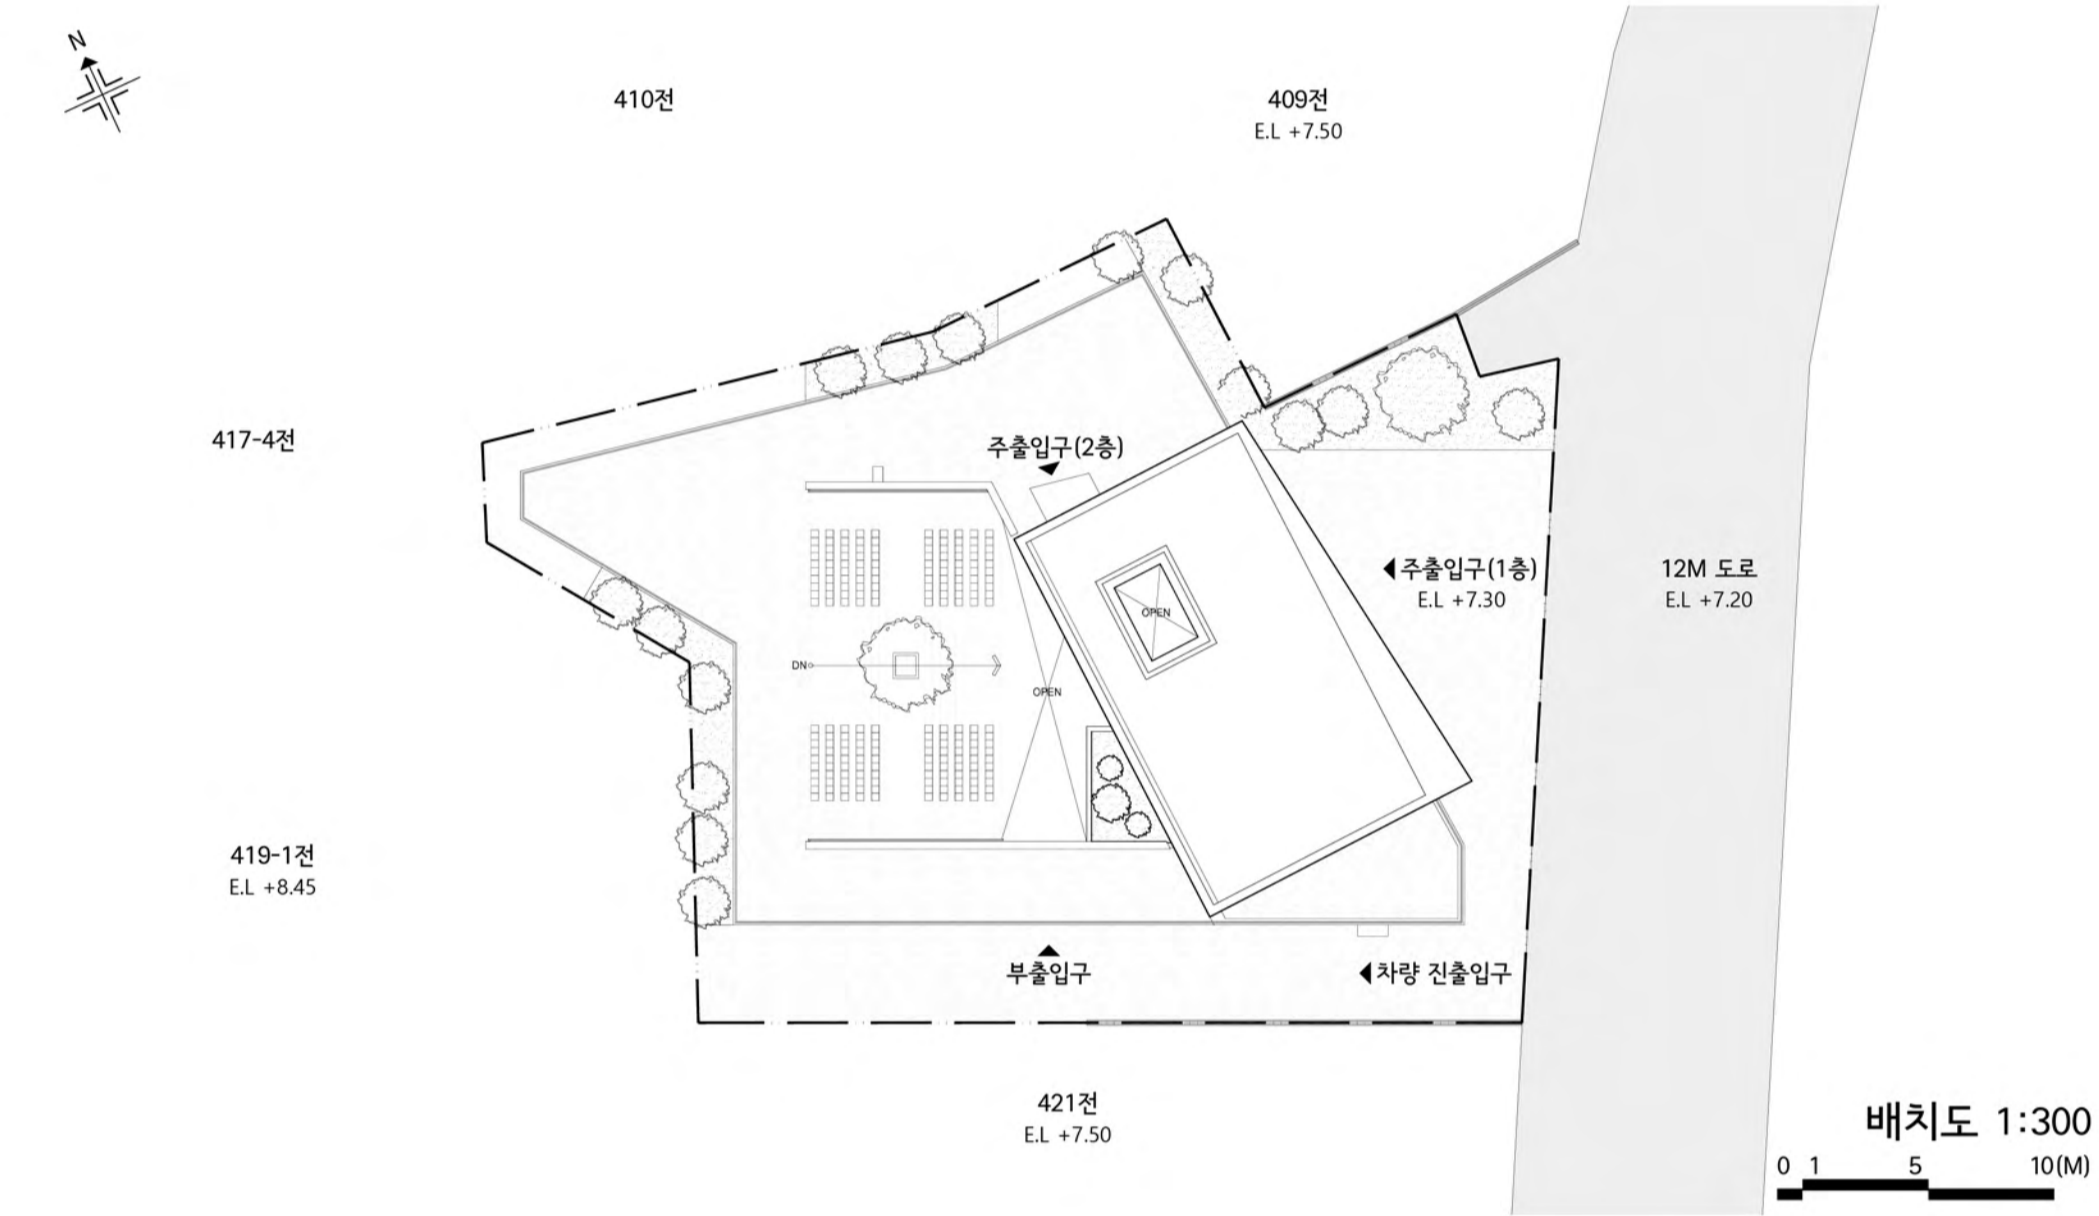 N
410전
409전
E.L +7.50
417-4전
주출입구(2층)
주출입구(1층)
E.L +7.30
12M 도로
E.L +7.20
OPEN
DN
OPEN
419-1전
E.L +8.45
부출입구
차량 진출입구
421전
E.L +7.50
배치도 1:300
0 1 5 10(M)